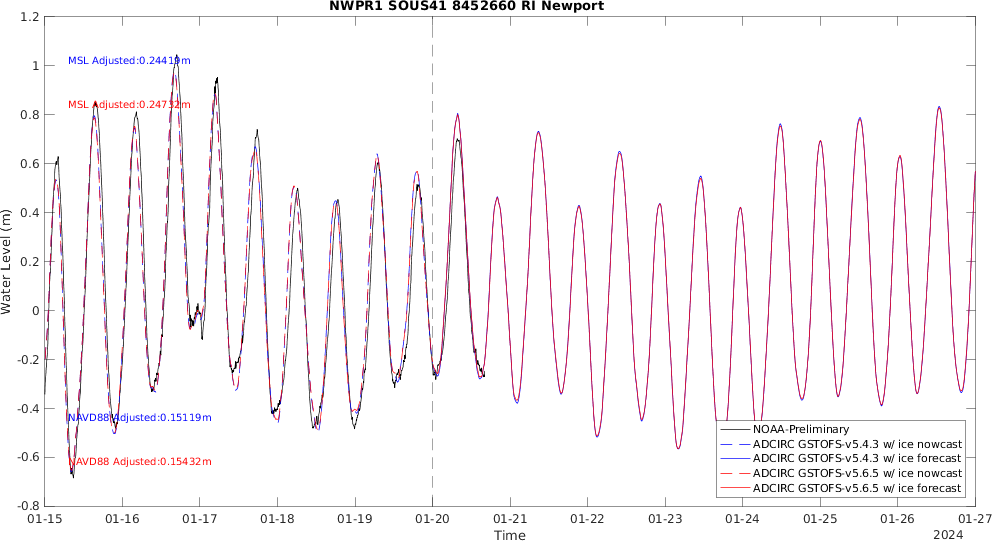 NWPR1 SOUS41 8452660 RI Newport
1.2
1
0.8
0.6
0.4
0.2
0
-0.2
-0.4
-0.6
-0.8
Water Level (m)
MSL Adjusted:0.24419m
MSL Adjusted:0.24732m
NAVD88 Adjusted:0.15119m
NAVD88 Adjusted:0.15432m
NOAA-Preliminary
ADCIRC GSTOFS-v5.4.3 w/ ice nowcast
ADCIRC GSTOFS-v5.4.3 w/ ice forecast
ADCIRC GSTOFS-v5.6.5 w/ ice nowcast
ADCIRC GSTOFS-v5.6.5 w/ ice forecast
01-15 01-16 01-17 01-18 01-19 01-20 01-21 01-22 01-23 01-24 01-25 01-26 01-27
Time
2024